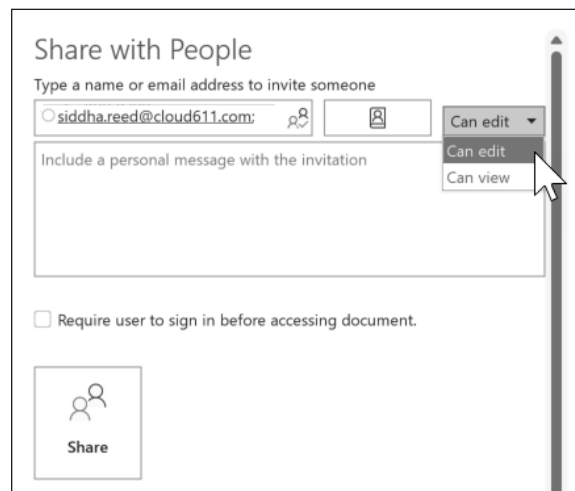 Share with People
Type a name or email address to invite someone
siddha.reed@cloud611.com;
Can edit
Can edit
Can view
Include a personal message with the invitation
Require user to sign in before accessing document.
Share